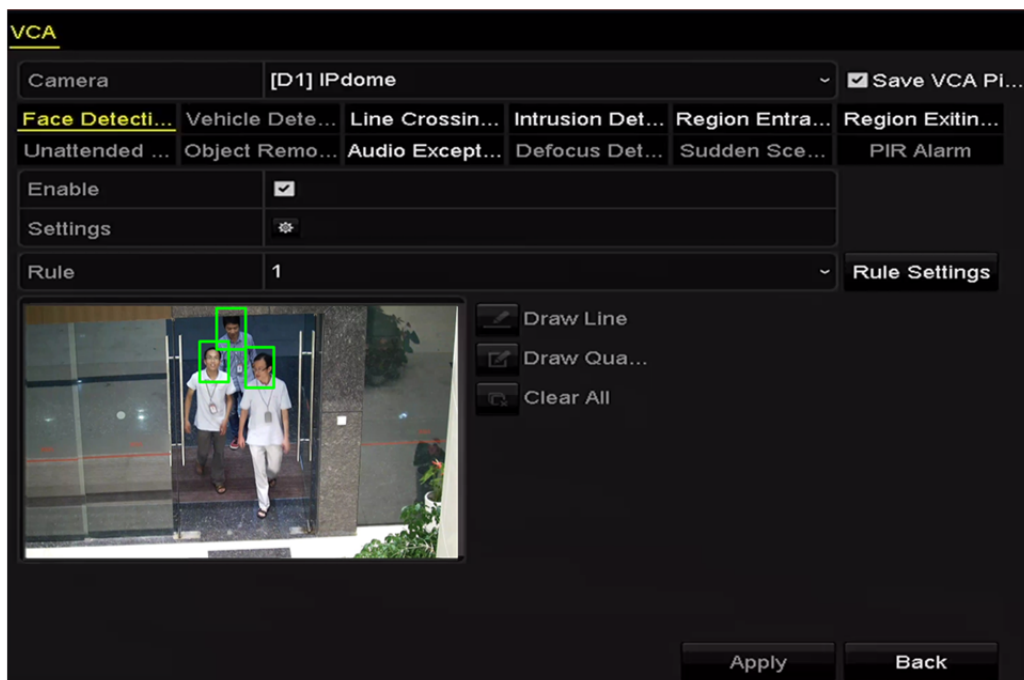 VCA
Camera [D1] IPdome Save VCA Pi...
Face Detecti... Vehicle Dete... Line Crossin... Intrusion Det... Region Entra... Region Exitin...
Unattended ... Object Remo... Audio Except... Defocus Det... Sudden Sce... PIR Alarm
Enable
Settings
Rule 1 Rule Settings
Draw Line
Draw Qua...
Clear All
Apply Back